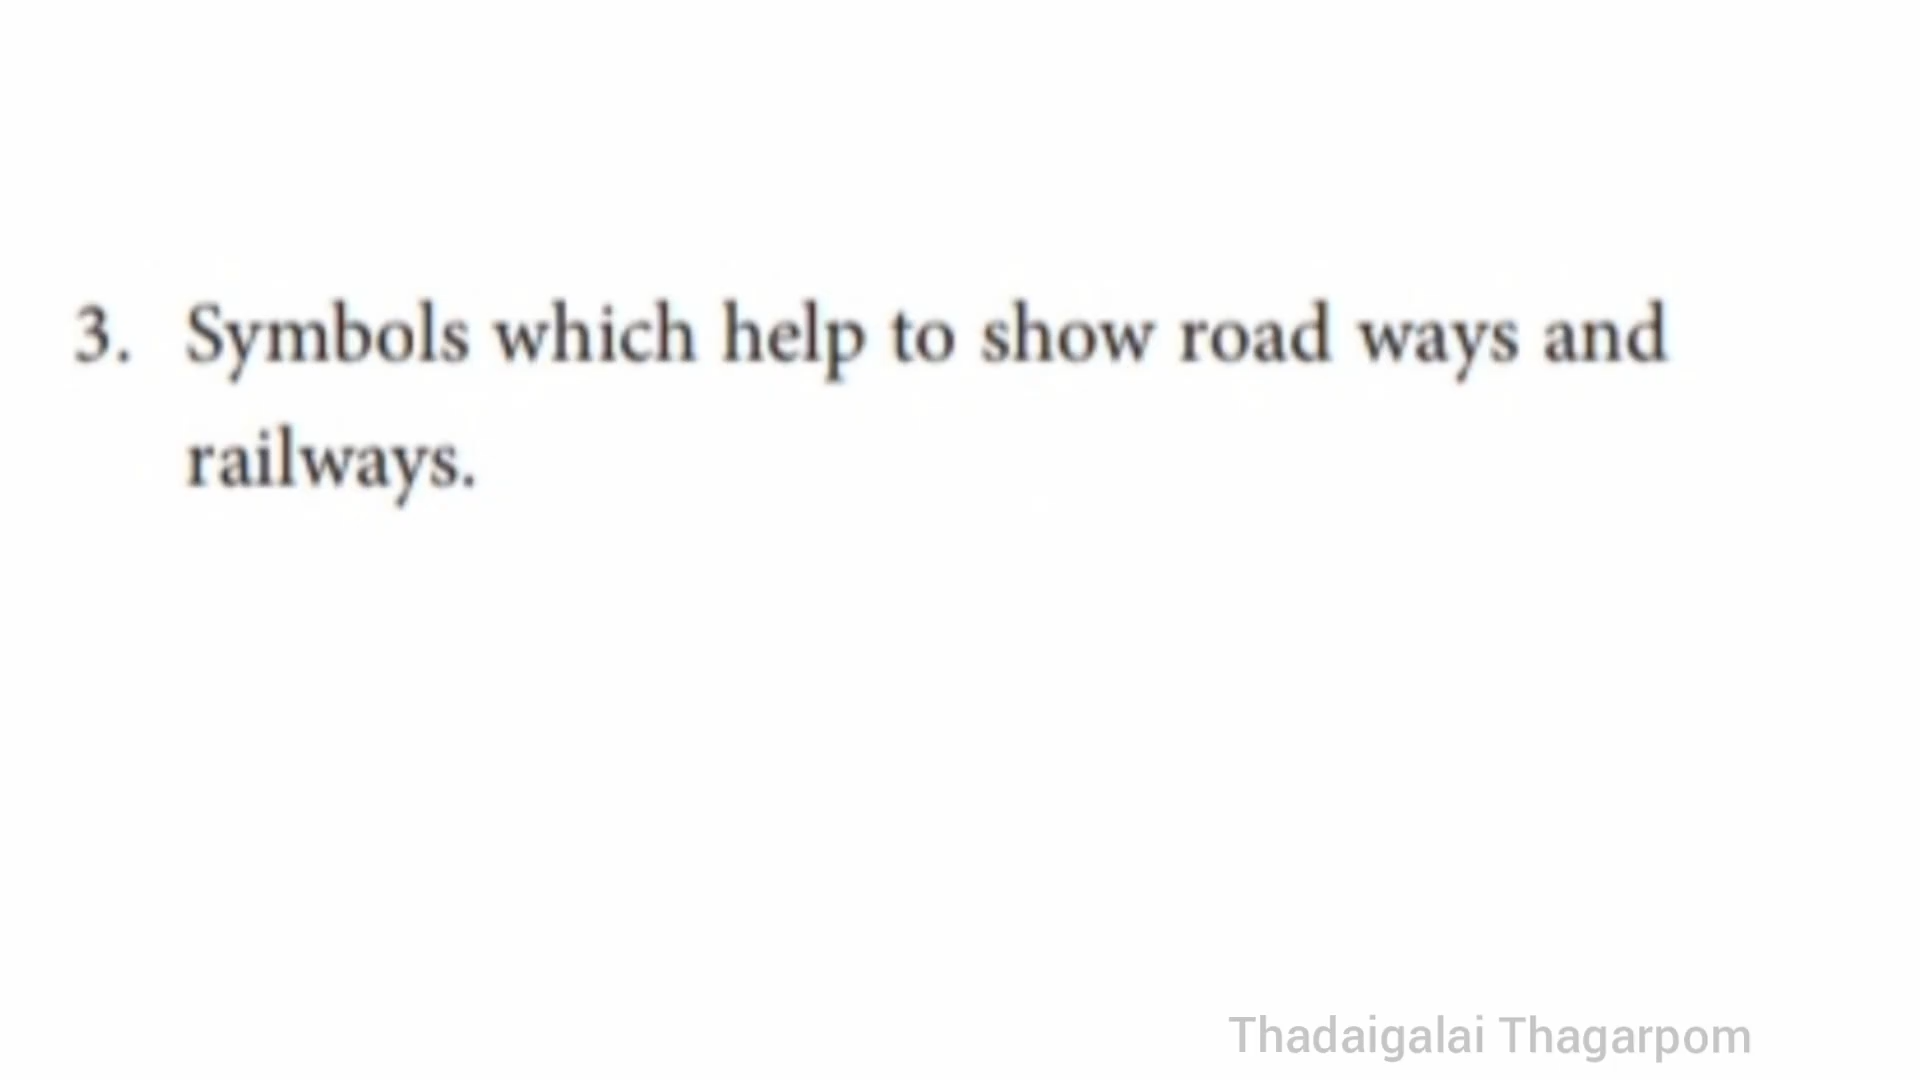 3. Symbols which help to show road ways and
railways.
Thadaigalai Thagarpom